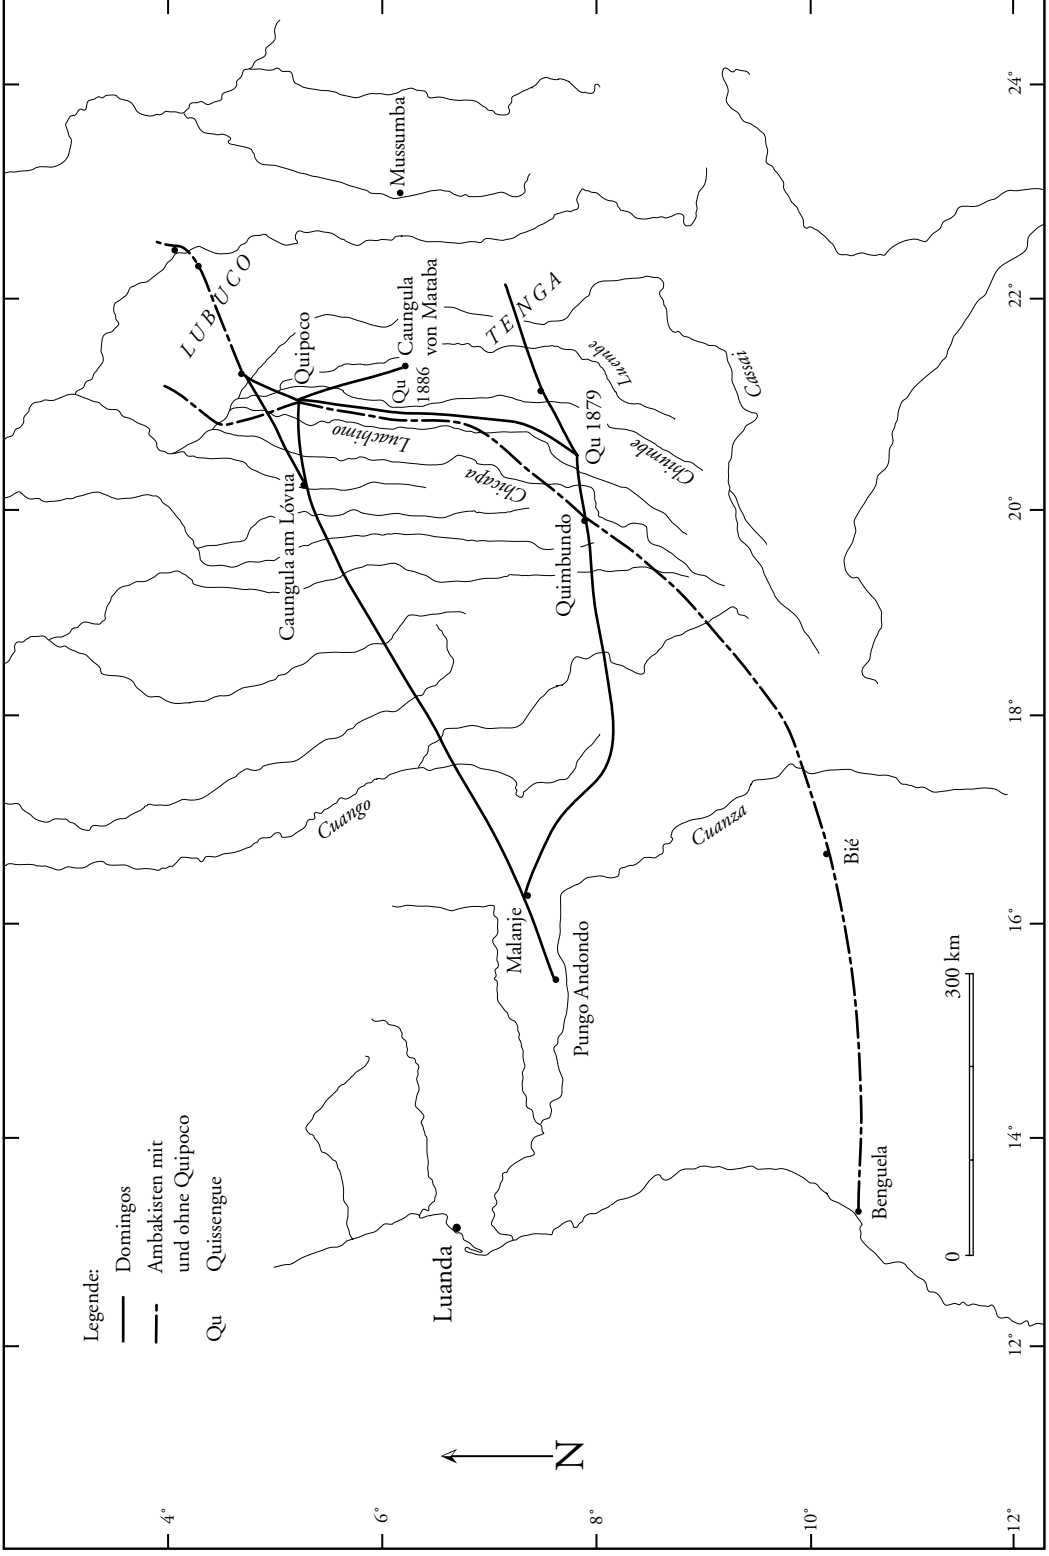 Legende:
Domingos
Ambakisten mit
und ohne Quipoco
Qu Quissengue
N
4°
6°
8°
10°
12°
12°
14°
16°
18°
20°
22°
24°
0 300 km
Luanda
Benguela
Bié
Pungo Andondo
Malanje
Cuango
Cuanza
Caungula am Lóvua
Quimbundo
Chicapa
Luachimo
Chiumbe
Luembe
Cassai
Qu 1879
Quipoco
Qu
1886
Caungula
von Mataba
LUBUCO
TENGA
Mussumba